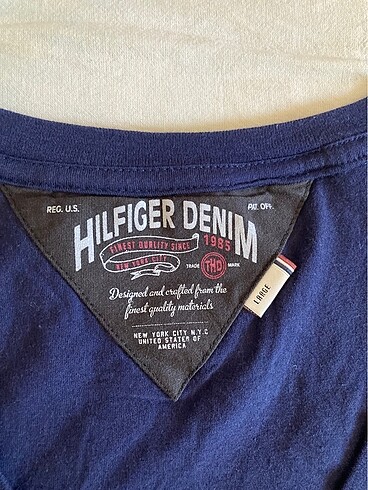 REG. U.S.
PAT. OFF.
HILFIGER DENIM
FINEST QUALITY SINCE 1985
NEW YORK CITY
TRADE THD MARK
Designed and crafted from the
finest quality materials
NEW YORK CITY N.Y.C
UNITED STATES OF
AMERICA
LARGE